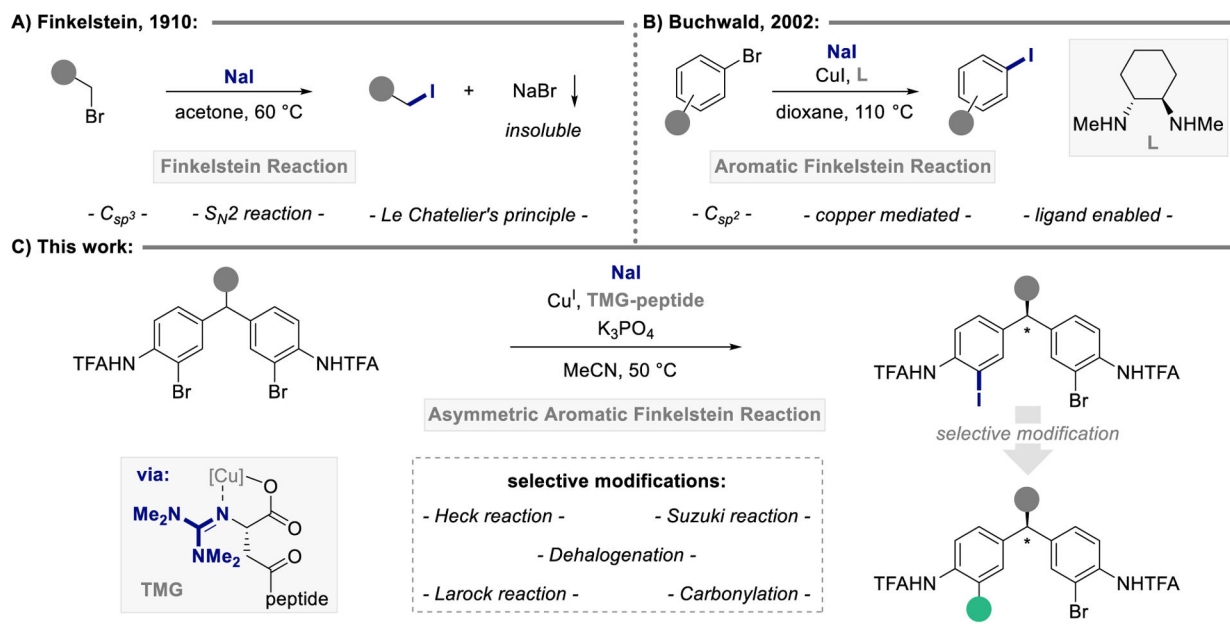 A) Finkelstein, 1910:
Br
NaI
acetone, 60 °C
I
+
NaBr ↓
insoluble
Finkelstein Reaction
- Csp³ -
- SN2 reaction -
- Le Chatelier's principle -
B) Buchwald, 2002:
Br
NaI
CuI, L
dioxane, 110 °C
I
MeHN
NHMe
L
Aromatic Finkelstein Reaction
- Csp² -
- copper mediated -
- ligand enabled -
C) This work:
TFAHN
Br
Br
NHTFA
NaI
Cuᴵ, TMG-peptide
K₃PO₄
MeCN, 50 °C
Asymmetric Aromatic Finkelstein Reaction
*
TFAHN
I
Br
NHTFA
selective modification
via:
[Cu]
O
Me₂N
N
O
NMe₂
O
TMG
peptide
selective modifications:
- Heck reaction -
- Suzuki reaction -
- Dehalogenation -
- Larock reaction -
- Carbonylation -
*
TFAHN
Br
NHTFA